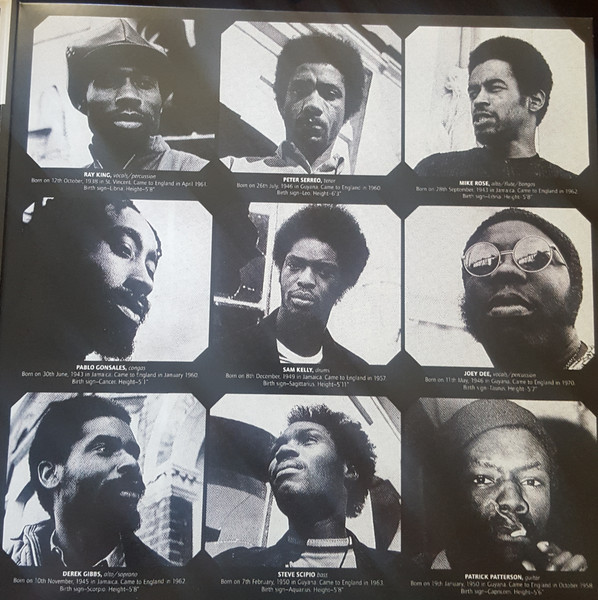 RAY KING, vocals/percussion
Born on 12th October, 1938 in St. Vincent. Came to England in April 1961.
Birth sign–Libra. Height–5'8"
PETER SERREO, tenor
Born on 26th July, 1946 in Guyana. Came to England in 1960.
Birth sign–Leo. Height–6'2"
MIKE ROSE, alto/flute/bongos
Born on 28th September, 1943 in Jamaica. Came to England in 1962.
Birth sign–Libra. Height–5'8"
PABLO GONSALES, congas
Born on 30th June, 1943 in Jamaica. Came to England in January 1960.
Birth sign–Cancer. Height–5'1"
SAM KELLY, drums
Born on 8th December, 1949 in Jamaica. Came to England in 1957.
Birth sign–Sagittarius. Height–5'11"
JOEY DEE, vocals/percussion
Born on 11th May, 1946 in Guyana. Came to England in 1970.
Birth sign–Taurus. Height–5'7"
DEREK GIBBS, alto/soprano
Born on 10th November, 1945 in Jamaica. Came to England in 1962.
Birth sign–Scorpio. Height–5'8"
STEVE SCIPIO bass
Born on 7th February, 1950 in Guyana. Came to England in 1963.
Birth sign–Aquarius. Height–5'8"
PATRICK PATTERSON, guitar
Born on 19th January, 1950 in Guyana. Came to England in October 1958
Birth sign–Capricorn. Height–5'6"